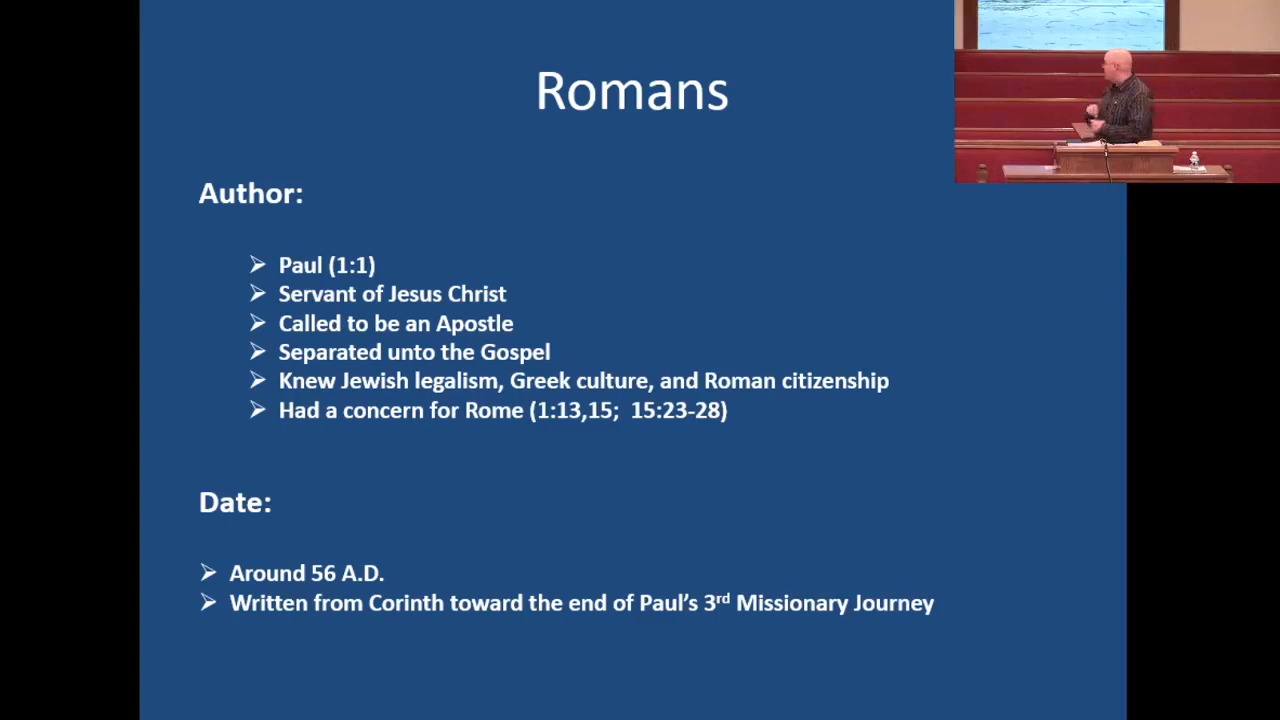 Romans
Author:
➢ Paul (1:1)
➢ Servant of Jesus Christ
➢ Called to be an Apostle
➢ Separated unto the Gospel
➢ Knew Jewish legalism, Greek culture, and Roman citizenship
➢ Had a concern for Rome (1:13,15;  15:23-28)
Date:
➢ Around 56 A.D.
➢ Written from Corinth toward the end of Paul’s 3rd Missionary Journey